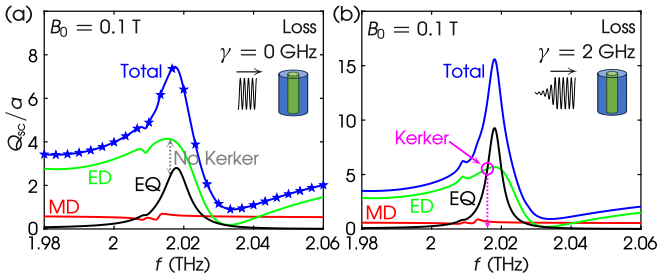 (a) B₀ = 0.1 T Loss
γ = 0 GHz
Total
No Kerker
ED
EQ
MD
Q_sc/a
8
6
4
2
0
1.98 2 2.02 2.04 2.06
f (THz)
(b) B₀ = 0.1 T Loss
γ = 2 GHz
Total
Kerker
EQ
ED
MD
15
10
5
0
1.98 2 2.02 2.04 2.06
f (THz)